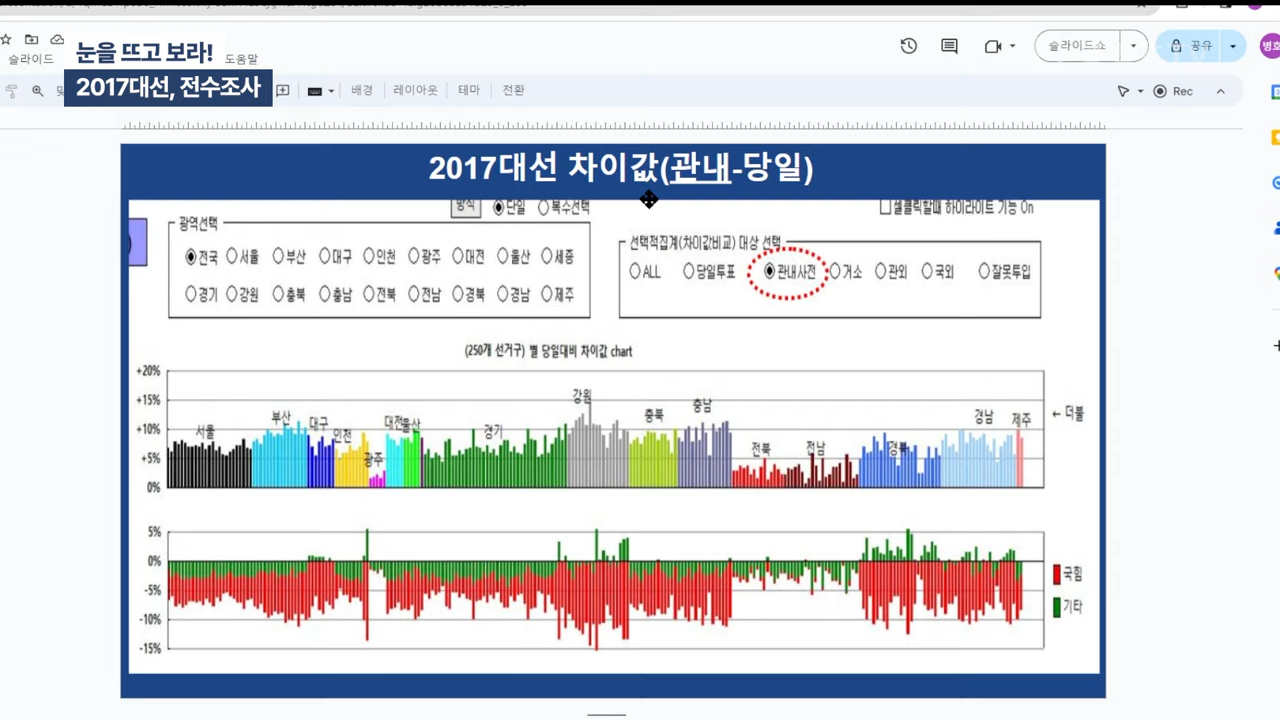 눈을 뜨고 보라!
2017대선, 전수조사
슬라이드
도움말
슬라이드쇼
공유
병호
배경
레이아웃
테마
전환
Rec
2017대선 차이값(관내-당일)
방식
단일
복수선택
셀클릭할때 하이라이트 기능 On
광역선택
전국 서울 부산 대구 인천 광주 대전 울산 세종
경기 강원 충북 충남 전북 전남 경북 경남 제주
선택적집계(차이값비교) 대상 선택
ALL 당일투표 관내사전 거소 관외 국외 잘못투입
(250개 선거구) 별 당일대비 차이값 chart
+20%
+15%
+10%
+5%
0%
서울
부산
대구
인천
광주
대전
울산
경기
강원
충북
충남
전북
전남
경북
경남
제주
← 더불
5%
0%
-5%
-10%
-15%
국힘
기타